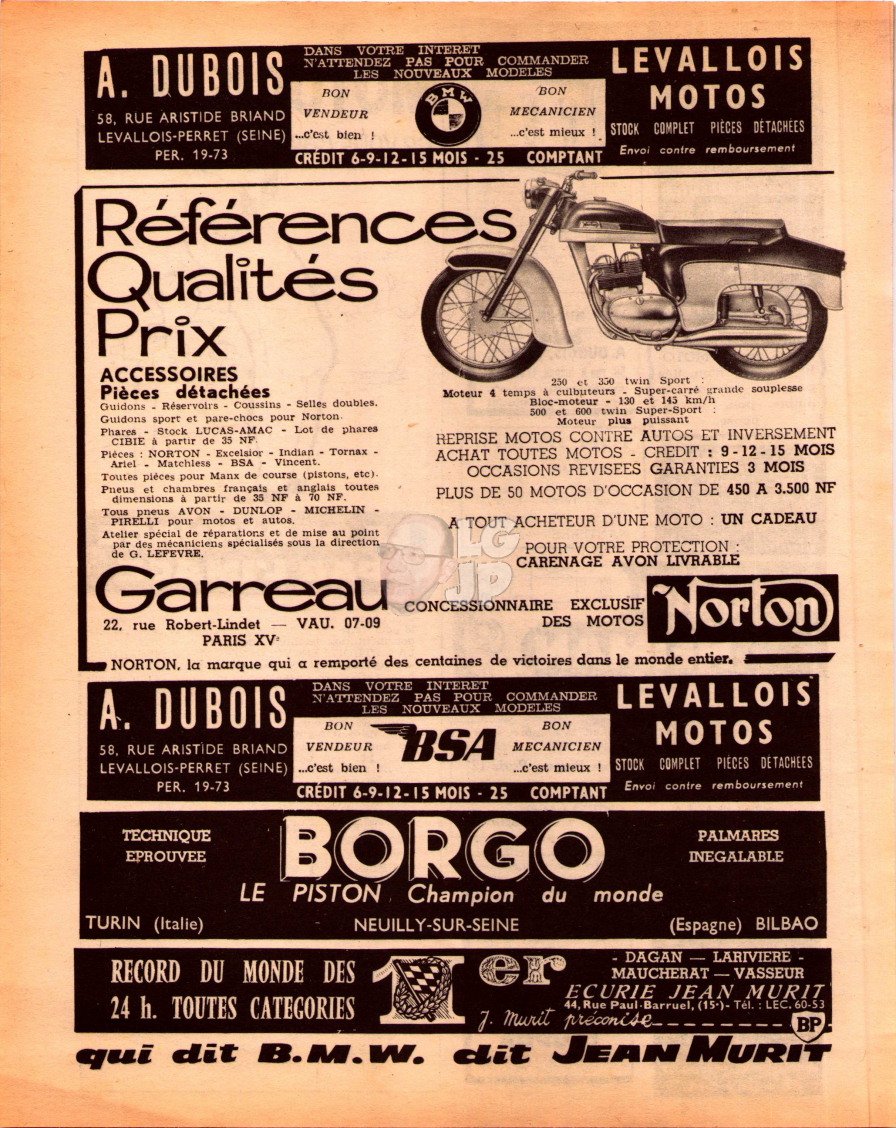 A. DUBOIS
58, RUE ARISTIDE BRIAND
LEVALLOIS-PERRET (SEINE)
PER. 19-73
DANS VOTRE INTERET
N'ATTENDEZ PAS POUR COMMANDER
LES NOUVEAUX MODELES
BON
VENDEUR
...c'est bien !
BMW
BON
MECANICIEN
...c'est mieux !
CRÉDIT 6-9-12-15 MOIS - 25 COMPTANT
LEVALLOIS
MOTOS
STOCK COMPLET PIÈCES DÉTACHÉES
Envoi contre remboursement
Références
Qualités
Prix
ACCESSOIRES
Pièces détachées
Guidons - Réservoirs - Coussins - Selles doubles.
Guidons sport et pare-chocs pour Norton.
Phares - Stock LUCAS-AMAC - Lot de phares
CIBIE à partir de 35 NF.
Pièces : NORTON - Excelsior - Indian - Tornax -
Ariel - Matchless - BSA - Vincent.
Toutes pièces pour Manx de course (pistons, etc).
Pneus et chambres français et anglais toutes
dimensions à partir de 35 NF à 70 NF.
Tous pneus AVON - DUNLOP - MICHELIN -
PIRELLI pour motos et autos.
Atelier spécial de réparations et de mise au point
par des mécaniciens spécialisés sous la direction
de G. LEFEVRE.
250 et 350 twin Sport :
Moteur 4 temps à culbuteurs - Super-carré grande souplesse
Bloc-moteur - 130 et 145 km/h
500 et 600 twin Super-Sport :
Moteur plus puissant
REPRISE MOTOS CONTRE AUTOS ET INVERSEMENT
ACHAT TOUTES MOTOS - CREDIT : 9-12-15 MOIS
OCCASIONS REVISEES GARANTIES 3 MOIS
PLUS DE 50 MOTOS D'OCCASION DE 450 A 3.500 NF
A TOUT ACHETEUR D'UNE MOTO : UN CADEAU
POUR VOTRE PROTECTION :
CARENAGE AVON LIVRABLE
LG
JP
Garreau
22, rue Robert-Lindet — VAU. 07-09
PARIS XVe
CONCESSIONNAIRE EXCLUSIF
DES MOTOS
Norton
NORTON, la marque qui a remporté des centaines de victoires dans le monde entier.
A. DUBOIS
58, RUE ARISTIDE BRIAND
LEVALLOIS-PERRET (SEINE)
PER. 19-73
DANS VOTRE INTERET
N'ATTENDEZ PAS POUR COMMANDER
LES NOUVEAUX MODELES
BON
VENDEUR
...c'est bien !
BSA
BON
MECANICIEN
...c'est mieux !
CRÉDIT 6-9-12-15 MOIS - 25 COMPTANT
LEVALLOIS
MOTOS
STOCK COMPLET PIÈCES DÉTACHÉES
Envoi contre remboursement
TECHNIQUE
EPROUVEE
BORGO
PALMARES
INEGALABLE
LE PISTON Champion du monde
TURIN (Italie)
NEUILLY-SUR-SEINE
(Espagne) BILBAO
RECORD DU MONDE DES
24 h. TOUTES CATEGORIES
1er
- DAGAN — LARIVIERE -
MAUCHERAT — VASSEUR
ECURIE JEAN MURIT
44, Rue Paul-Barruel, (15e) - Tél. : LEC. 60-53
J. Murit préconise
BP
qui dit B.M.W. dit JEAN MURIT